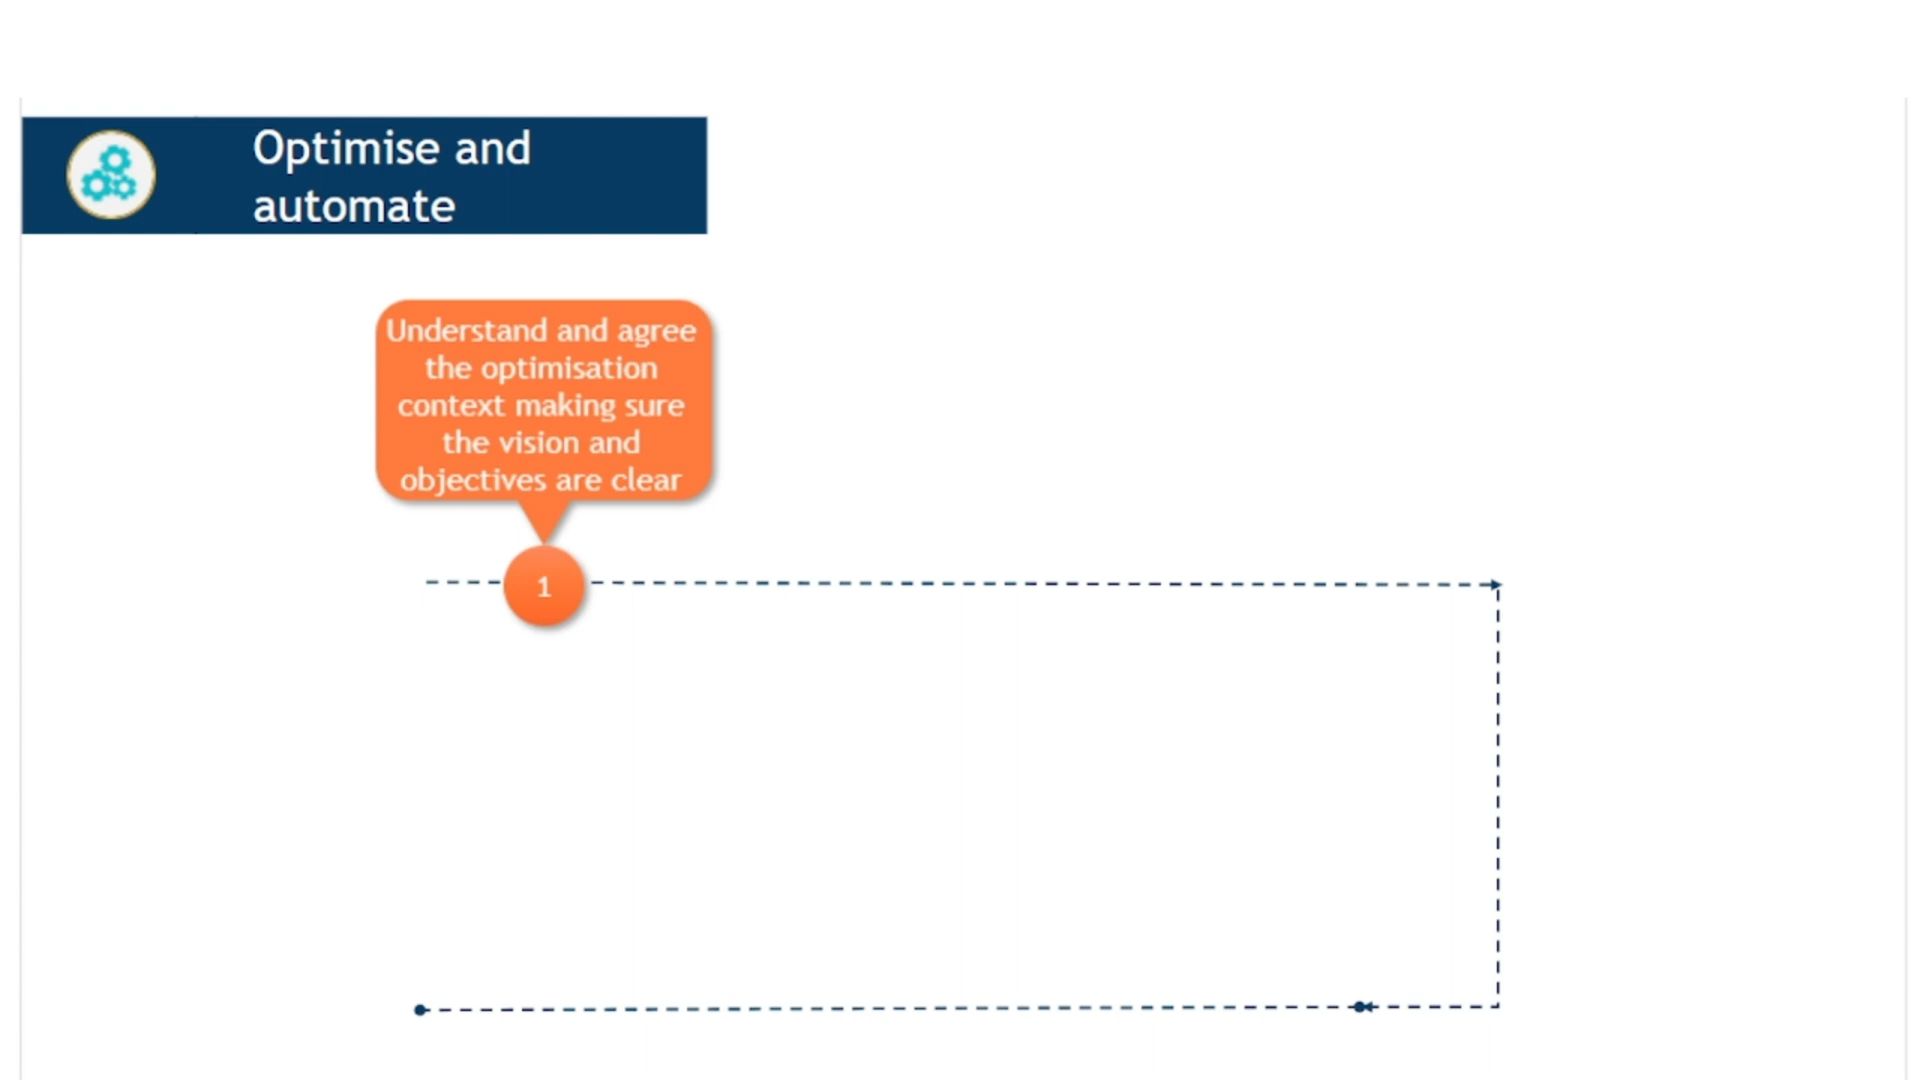 Optimise and
automate
Understand and agree
the optimisation
context making sure
the vision and
objectives are clear
1